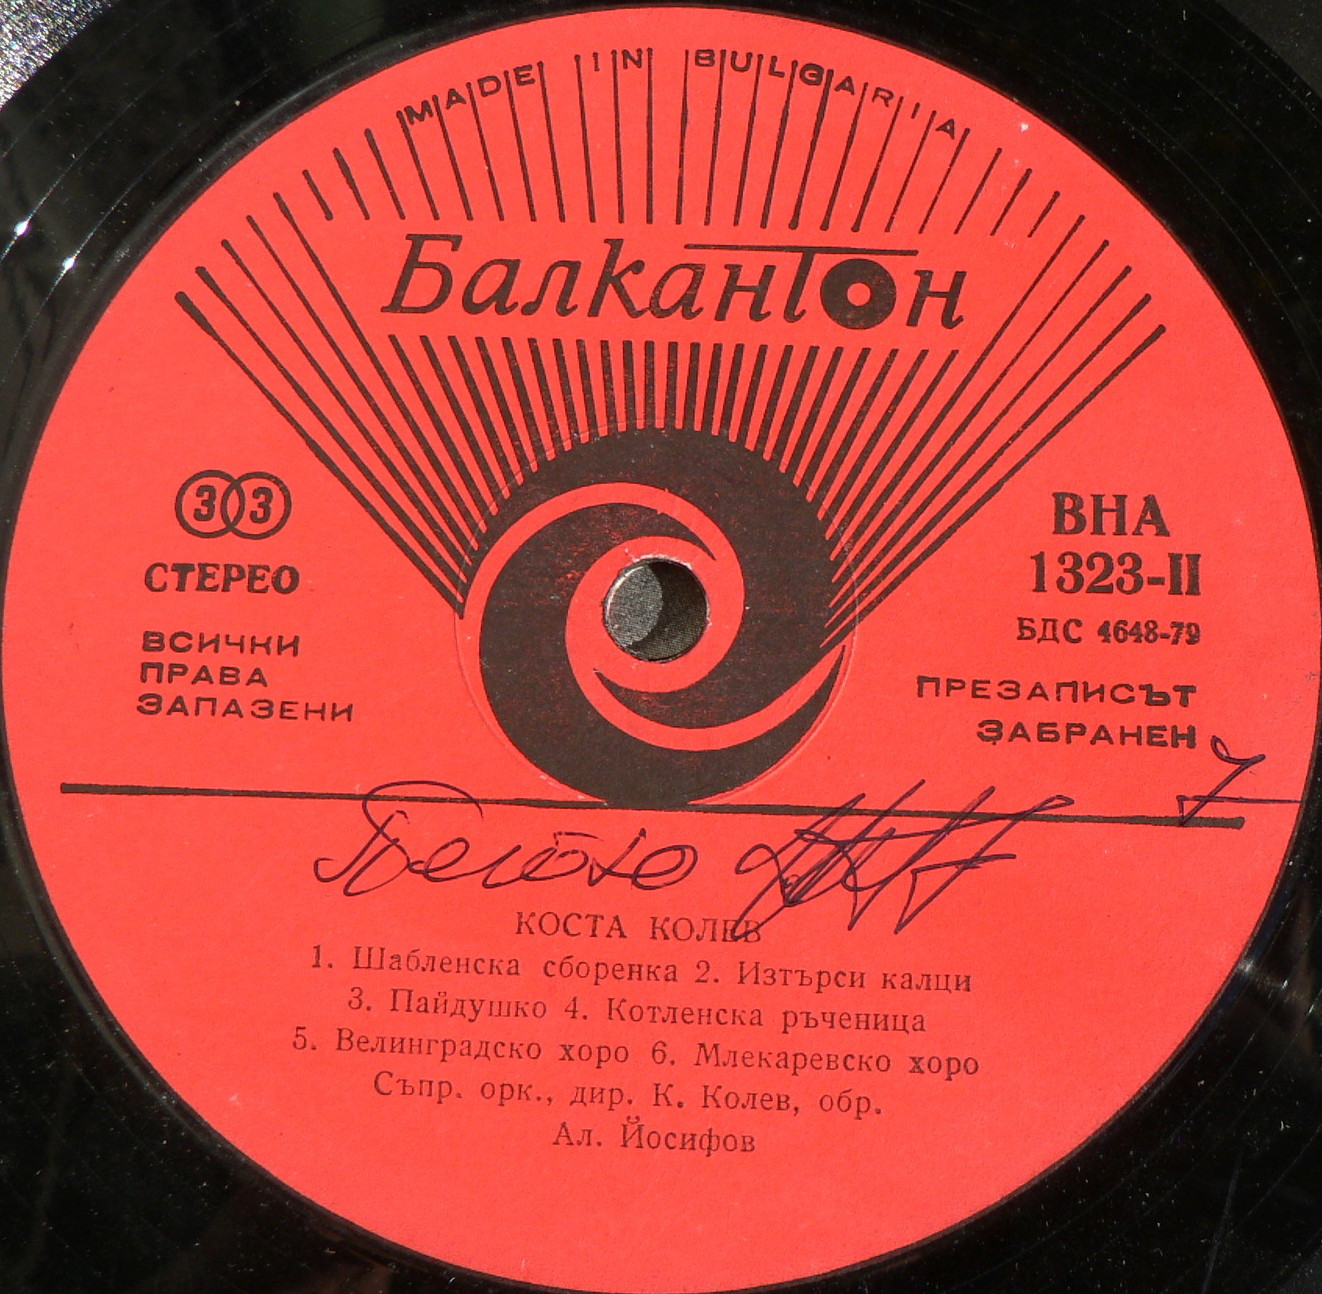 MADE IN BULGARIA
Балкантон
33
СТЕРЕО
ВСИЧКИ
ПРАВА
ЗАПАЗЕНИ
ВНА
1323-II
БДС 4648-79
ПРЕЗАПИСЪТ
ЗАБРАНЕН
7
КОСТА КОЛЕВ
1. Шабленска сборенка 2. Изтърси калци
3. Пайдушко 4. Котленска ръченица
5. Велинградско хоро 6. Млекаревско хоро
Съпр. орк., дир. К. Колев, обр.
Ал. Йосифов